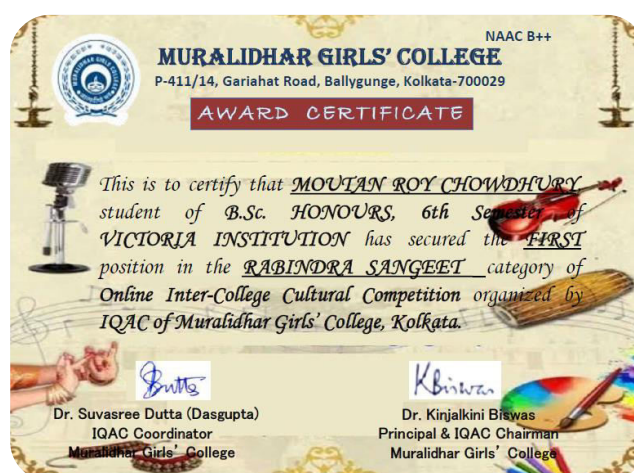 NAAC B++
MURALIDHAR GIRLS' COLLEGE
P-411/14, Gariahat Road, Ballygunge, Kolkata-700029
AWARD CERTIFICATE
This is to certify that MOUTAN ROY CHOWDHURY
student of B.Sc. HONOURS, 6th Semester of
VICTORIA INSTITUTION has secured the FIRST
position in the RABINDRA SANGEET category of
Online Inter-College Cultural Competition organized by
IQAC of Muralidhar Girls' College, Kolkata.
SDutta
KBiswas
Dr. Suvasree Dutta (Dasgupta)
IQAC Coordinator
Muralidhar Girls' College
Dr. Kinjalkini Biswas
Principal & IQAC Chairman
Muralidhar Girls' College